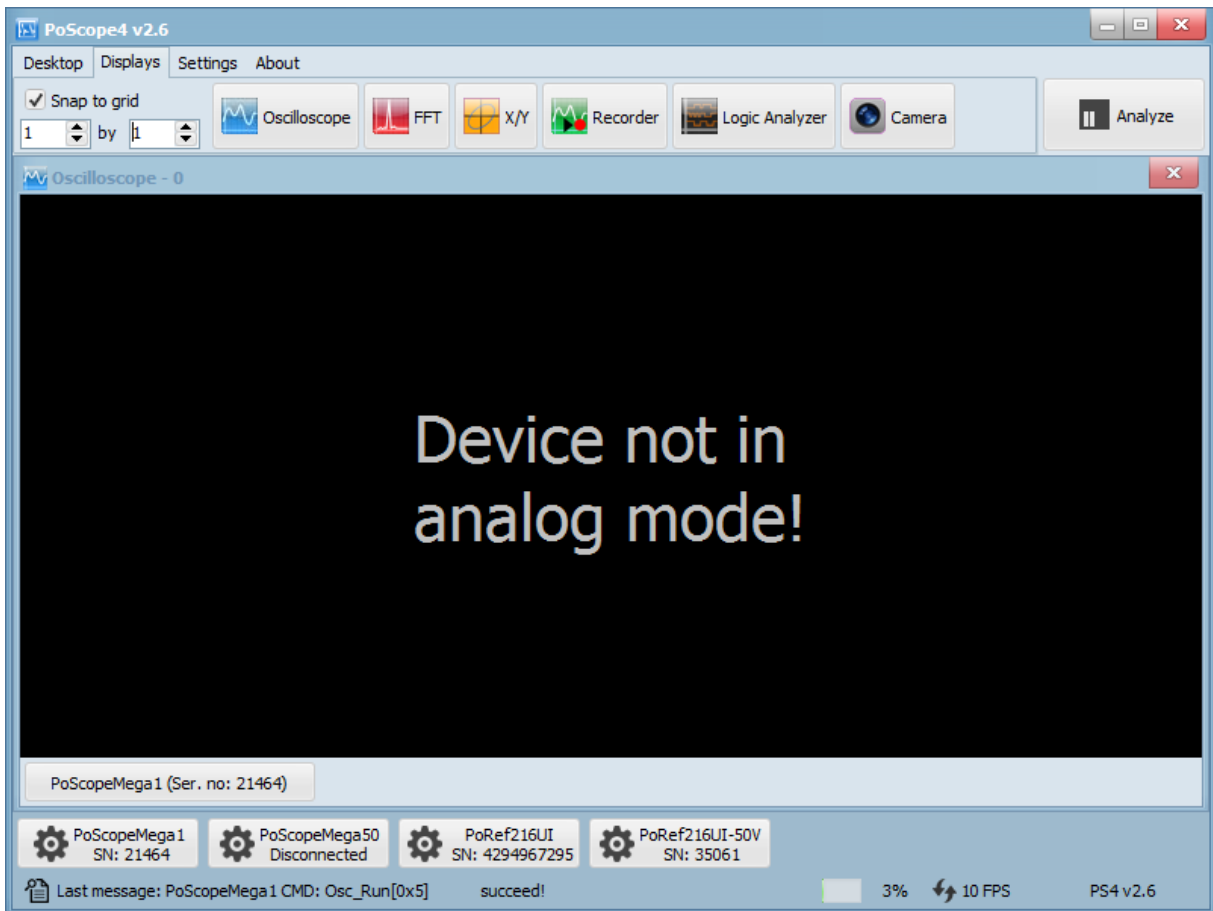 PoScope4 v2.6
Desktop Displays Settings About
Snap to grid
1 by 1
Oscilloscope FFT X/Y Recorder Logic Analyzer Camera Analyze
Oscilloscope - 0
Device not in
analog mode!
PoScopeMega1 (Ser. no: 21464)
PoScopeMega1
SN: 21464
PoScopeMega50
Disconnected
PoRef216UI
SN: 4294967295
PoRef216UI-50V
SN: 35061
Last message: PoScopeMega1 CMD: Osc_Run[0x5] succeed! 3% 10 FPS PS4 v2.6